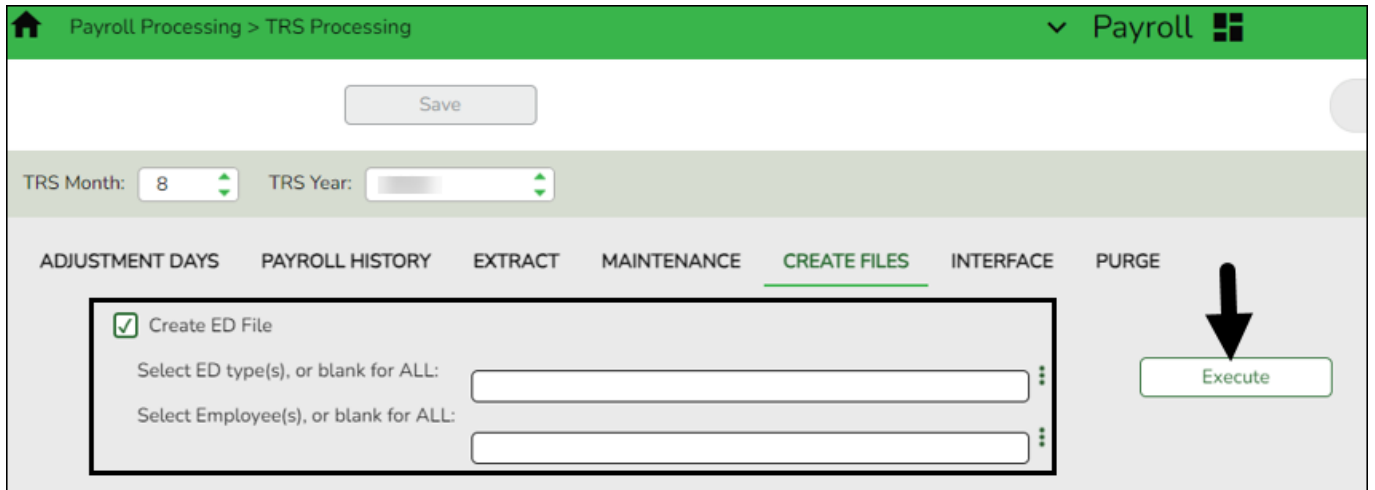 Payroll Processing > TRS Processing
Payroll
Save
TRS Month: 8 TRS Year:
ADJUSTMENT DAYS PAYROLL HISTORY EXTRACT MAINTENANCE CREATE FILES INTERFACE PURGE
Create ED File
Select ED type(s), or blank for ALL:
Execute
Select Employee(s), or blank for ALL: